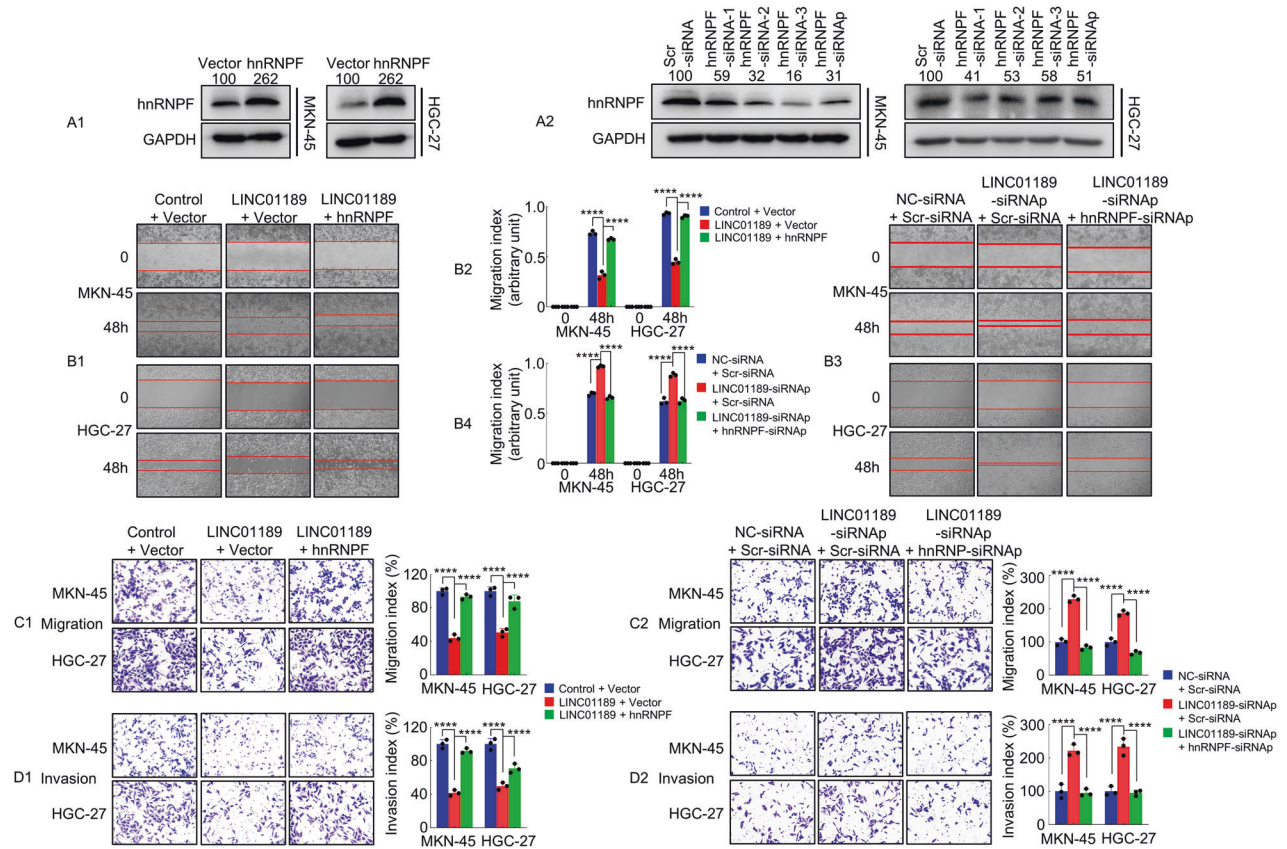 Vector hnRNPF
100 262
Vector hnRNPF
100 262
hnRNPF
GAPDH
MKN-45
HGC-27
A1
Scr
-siRNA
hnRNPF
-siRNA-1
hnRNPF
-siRNA-2
hnRNPF
-siRNA-3
hnRNPF
-siRNAp
100 59 32 16 31
Scr
-siRNA
hnRNPF
-siRNA-1
hnRNPF
-siRNA-2
hnRNPF
-siRNA-3
hnRNPF
-siRNAp
100 41 53 58 51
hnRNPF
GAPDH
MKN-45
HGC-27
A2
Control
+ Vector
LINC01189
+ Vector
LINC01189
+ hnRNPF
0
MKN-45
48h
B1
0
HGC-27
48h
B2
Migration index
(arbitrary unit)
1.0
0.5
0
**** ****
**** ****
0 48h 0 48h
MKN-45 HGC-27
Control + Vector
LINC01189 + Vector
LINC01189 + hnRNPF
B4
Migration index
(arbitrary unit)
1.0
0.5
0
**** ****
**** ****
0 48h 0 48h
MKN-45 HGC-27
NC-siRNA
+ Scr-siRNA
LINC01189-siRNAp
+ Scr-siRNA
LINC01189-siRNAp
+ hnRNPF-siRNAp
NC-siRNA
+ Scr-siRNA
LINC01189
-siRNAp
+ Scr-siRNA
LINC01189
-siRNAp
+ hnRNPF-siRNAp
0
MKN-45
48h
B3
0
HGC-27
48h
Control
+ Vector
LINC01189
+ Vector
LINC01189
+ hnRNPF
MKN-45
C1 Migration
HGC-27
Migration index (%)
125
100
75
50
25
0
**** ****
**** ****
MKN-45 HGC-27
Control + Vector
LINC01189 + Vector
LINC01189 + hnRNPF
MKN-45
D1 Invasion
HGC-27
Invasion index (%)
125
100
75
50
25
0
**** ****
**** ****
MKN-45 HGC-27
NC-siRNA
+ Scr-siRNA
LINC01189
-siRNAp
+ Scr-siRNA
LINC01189
-siRNAp
+ hnRNP-siRNAp
MKN-45
C2 Migration
HGC-27
Migration index (%)
300
200
100
0
**** ****
**** ****
MKN-45 HGC-27
NC-siRNA
+ Scr-siRNA
LINC01189-siRNAp
+ Scr-siRNA
LINC01189-siRNAp
+ hnRNPF-siRNAp
MKN-45
D2 Invasion
HGC-27
Invasion index (%)
300
200
100
0
**** ****
**** ****
MKN-45 HGC-27